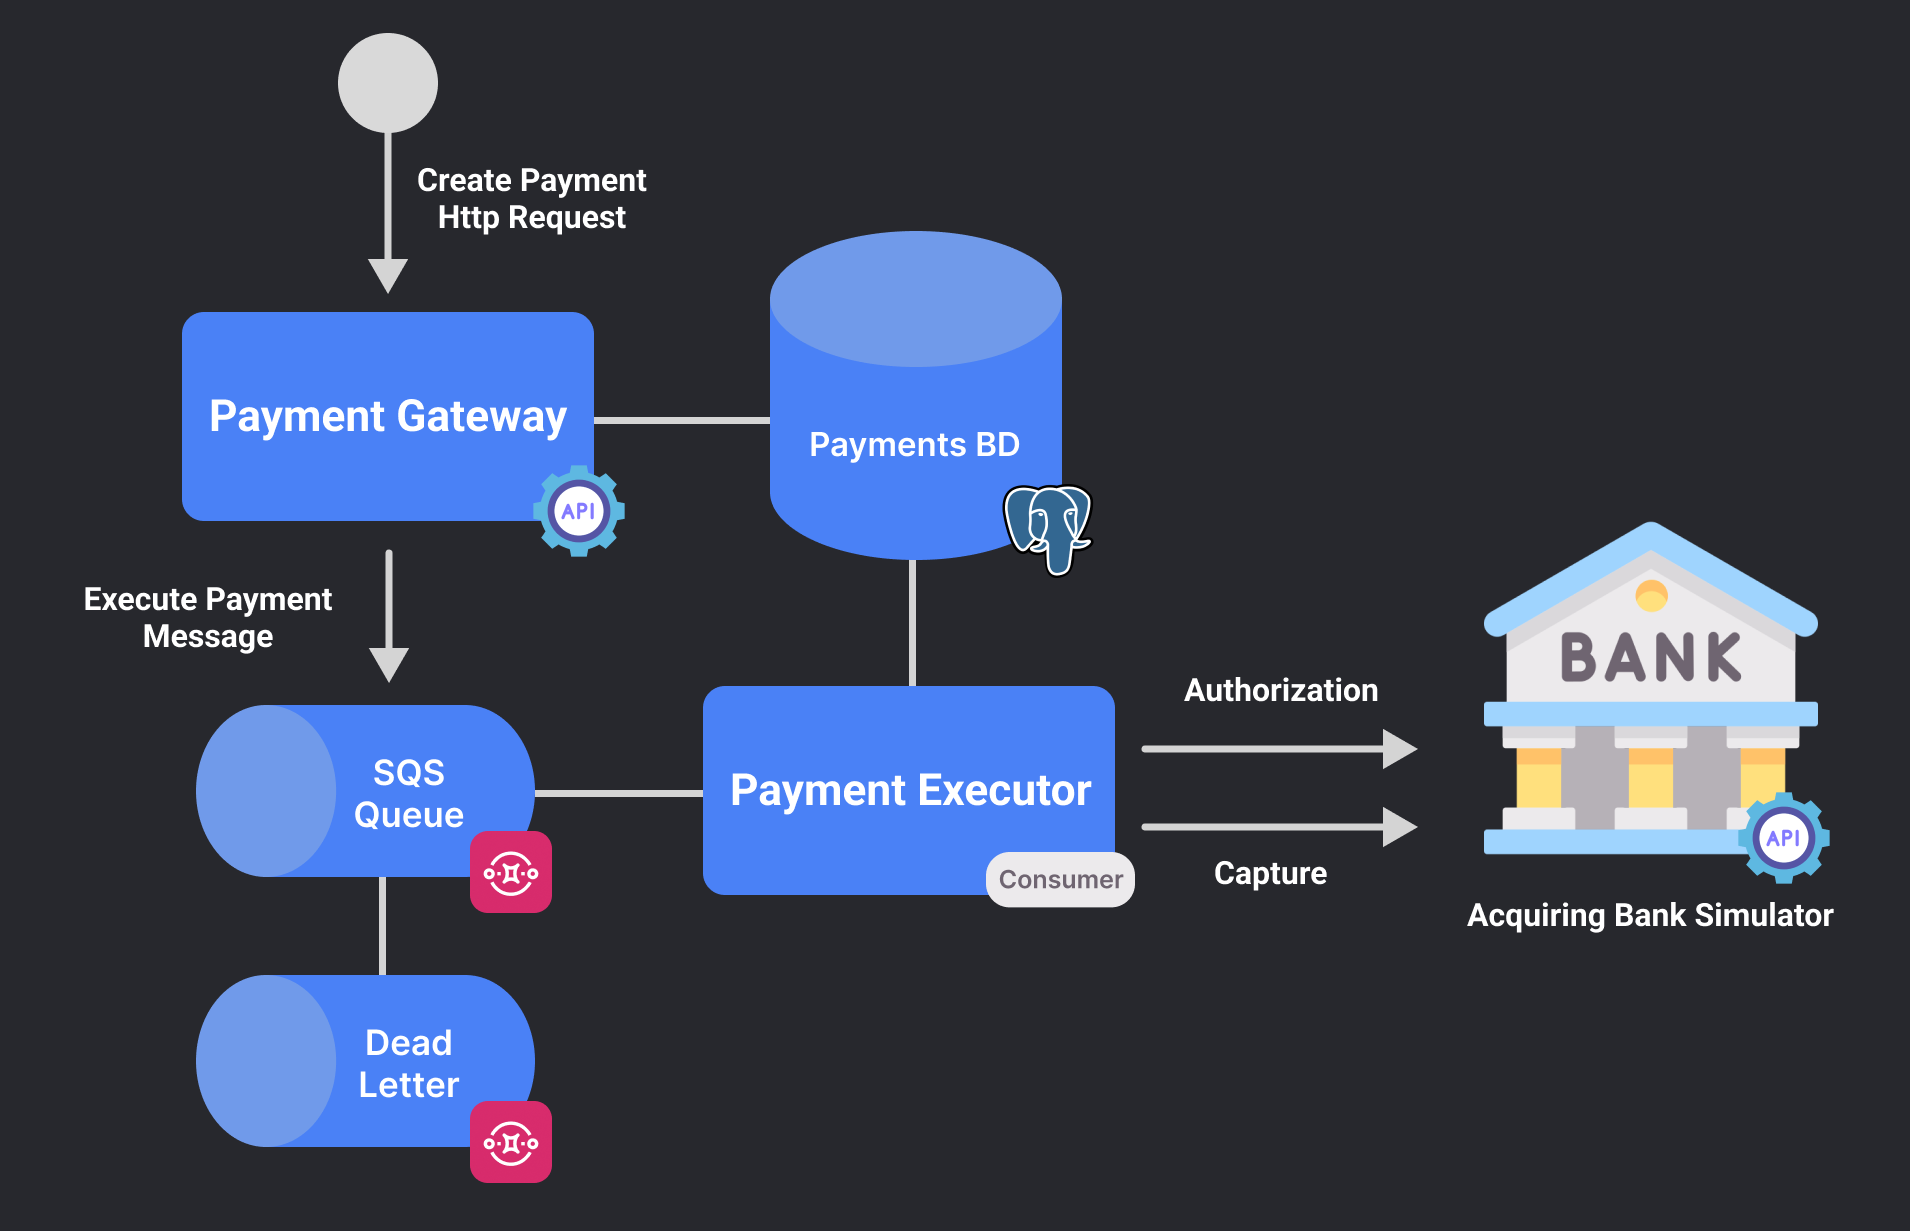 Create Payment
Http Request
Payment Gateway
API
Payments BD
Execute Payment
Message
SQS
Queue
Payment Executor
Consumer
Authorization
Capture
BANK
API
Acquiring Bank Simulator
Dead
Letter